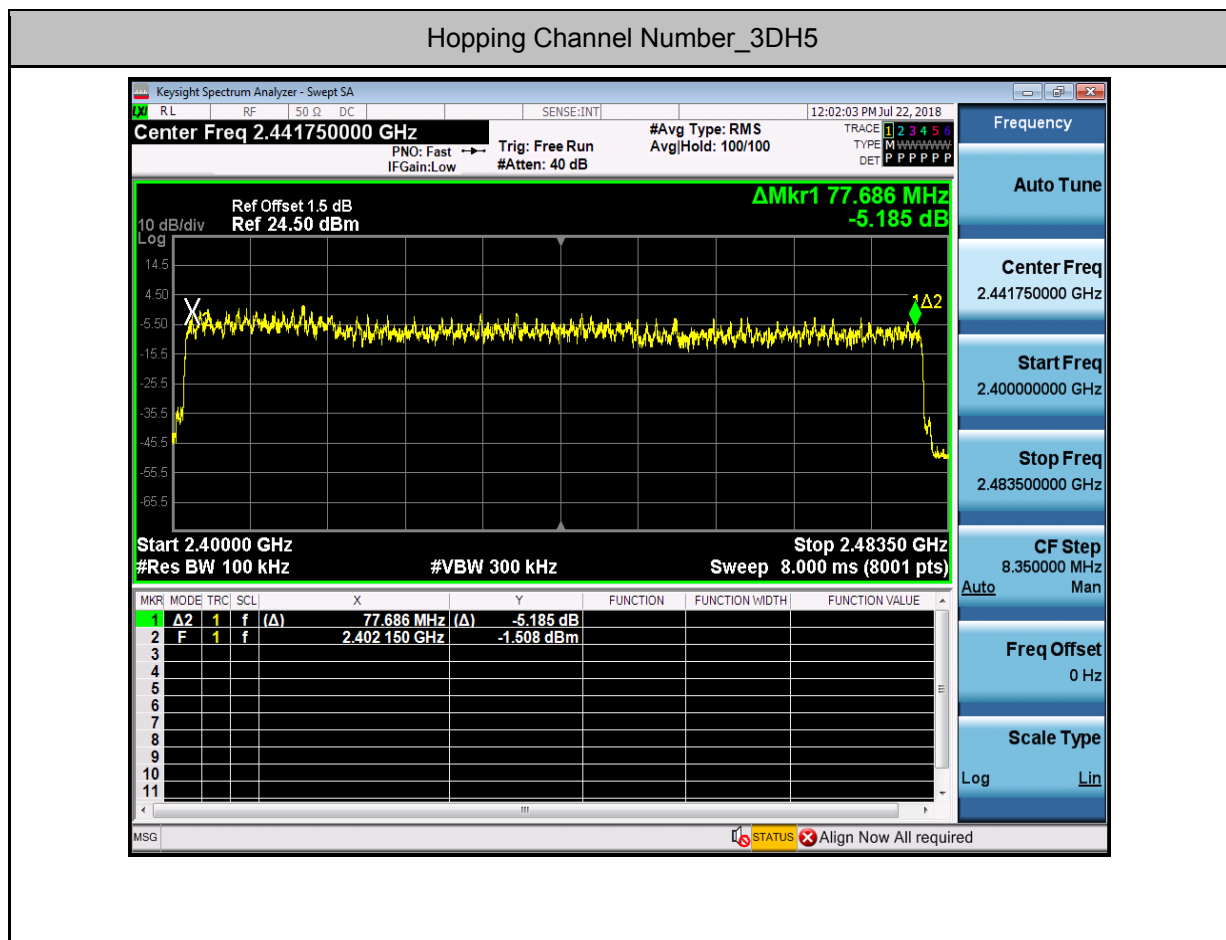 Hopping Channel Number_3DH5
Keysight Spectrum Analyzer - Swept SA
LXI RL RF 50 Ω DC SENSE:INT 12:02:03 PM Jul 22, 2018
Center Freq 2.441750000 GHz
PNO: Fast
IFGain:Low
Trig: Free Run
#Atten: 40 dB
#Avg Type: RMS
Avg|Hold: 100/100
TRACE 1 2 3 4 5 6
TYPE M WWWWW
DET P P P P P P
Ref Offset 1.5 dB
10 dB/div Ref 24.50 dBm
Log
ΔMkr1 77.686 MHz
-5.185 dB
14.5
4.50
-5.50
-15.5
-25.5
-35.5
-45.5
-55.5
-65.5
1Δ2
Start 2.40000 GHz Stop 2.48350 GHz
#Res BW 100 kHz #VBW 300 kHz Sweep 8.000 ms (8001 pts)
MKR MODE TRC SCL X Y FUNCTION FUNCTION WIDTH FUNCTION VALUE
1 Δ2 1 f (Δ) 77.686 MHz (Δ) -5.185 dB
2 F 1 f 2.402 150 GHz -1.508 dBm
3
4
5
6
7
8
9
10
11
MSG STATUS Align Now All required
Frequency
Auto Tune
Center Freq
2.441750000 GHz
Start Freq
2.400000000 GHz
Stop Freq
2.483500000 GHz
CF Step
8.350000 MHz
Auto Man
Freq Offset
0 Hz
Scale Type
Log Lin